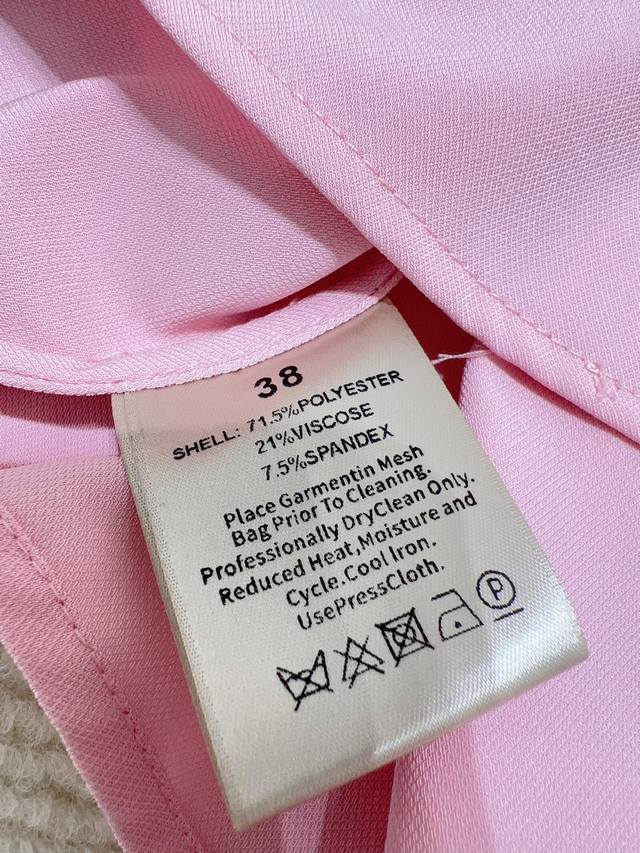 38
SHELL: 71.5%POLYESTER
21%VISCOSE
7.5%SPANDEX
Place Garmentin Mesh
Bag Prior To Cleaning.
Professionally DryClean Only.
Reduced Heat,Moisture and
Cycle.Cool Iron.
UsePressCloth.
P